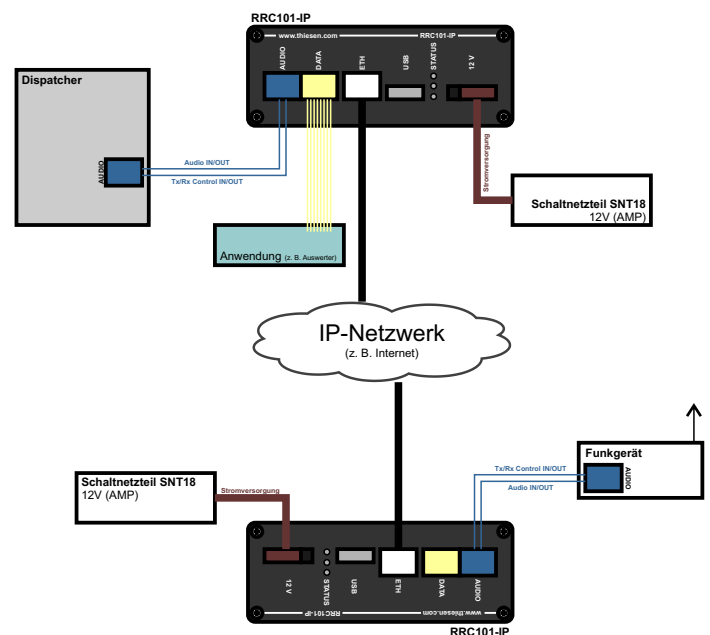 RRC101-IP
www.thiesen.com RRC101-IP
AUDIO
DATA
ETH
USB
STATUS
12 V
Dispatcher
AUDIO
Audio IN/OUT
Tx/Rx Control IN/OUT
Stromversorgung
Schaltnetzteil SNT18
12V (AMP)
Anwendung (z. B. Auswerter)
IP-Netzwerk
(z. B. Internet)
Funkgerät
AUDIO
Tx/Rx Control IN/OUT
Audio IN/OUT
Schaltnetzteil SNT18
12V (AMP)
Stromversorgung
12 V
STATUS
USB
ETH
DATA
AUDIO
RRC101-IP www.thiesen.com
RRC101-IP